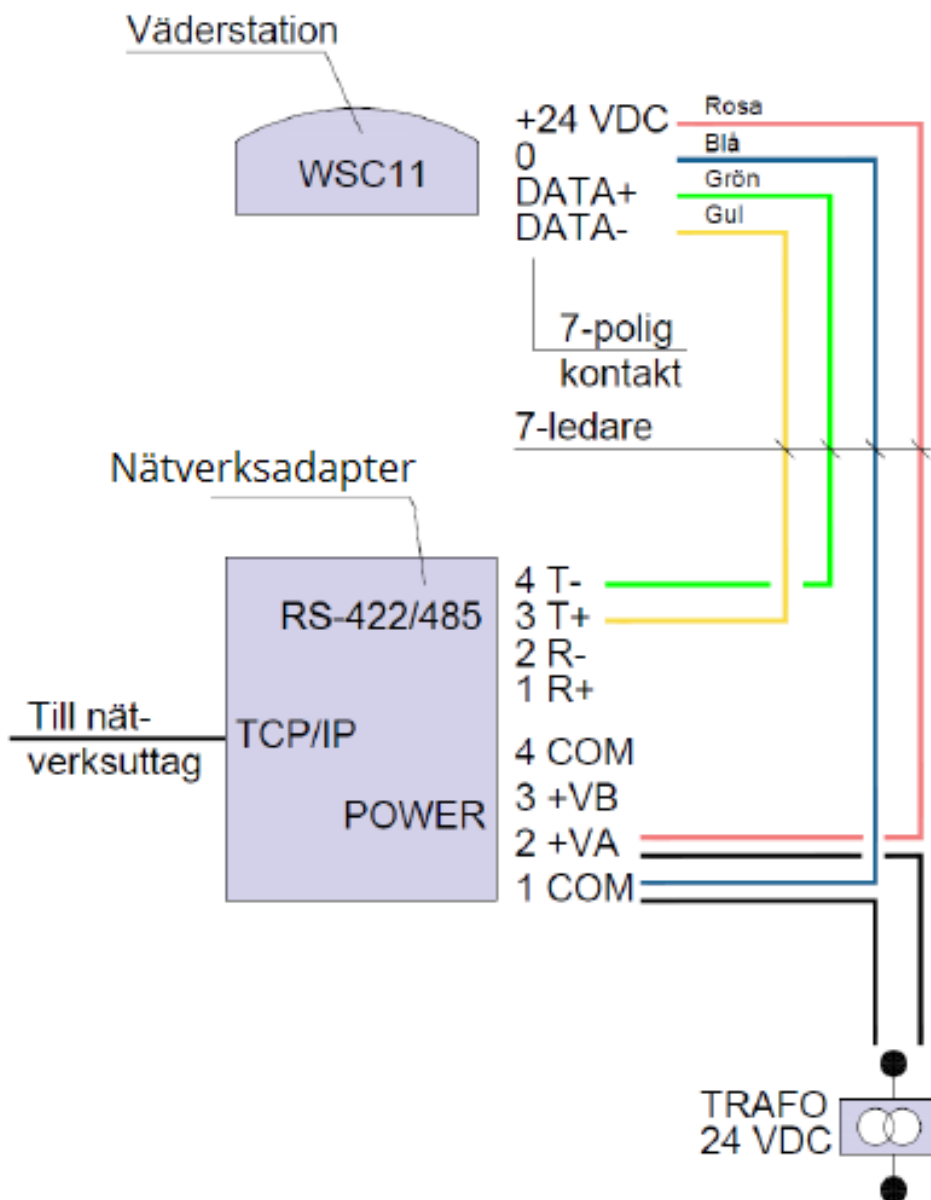 Väderstation
WSC11
+24 VDC
0
DATA+
DATA-
Rosa
Blå
Grön
Gul
7-polig
kontakt
7-ledare
Nätverksadapter
RS-422/485
4 T-
3 T+
2 R-
1 R+
Till nät-
verksuttag
TCP/IP
POWER
4 COM
3 +VB
2 +VA
1 COM
TRAFO
24 VDC